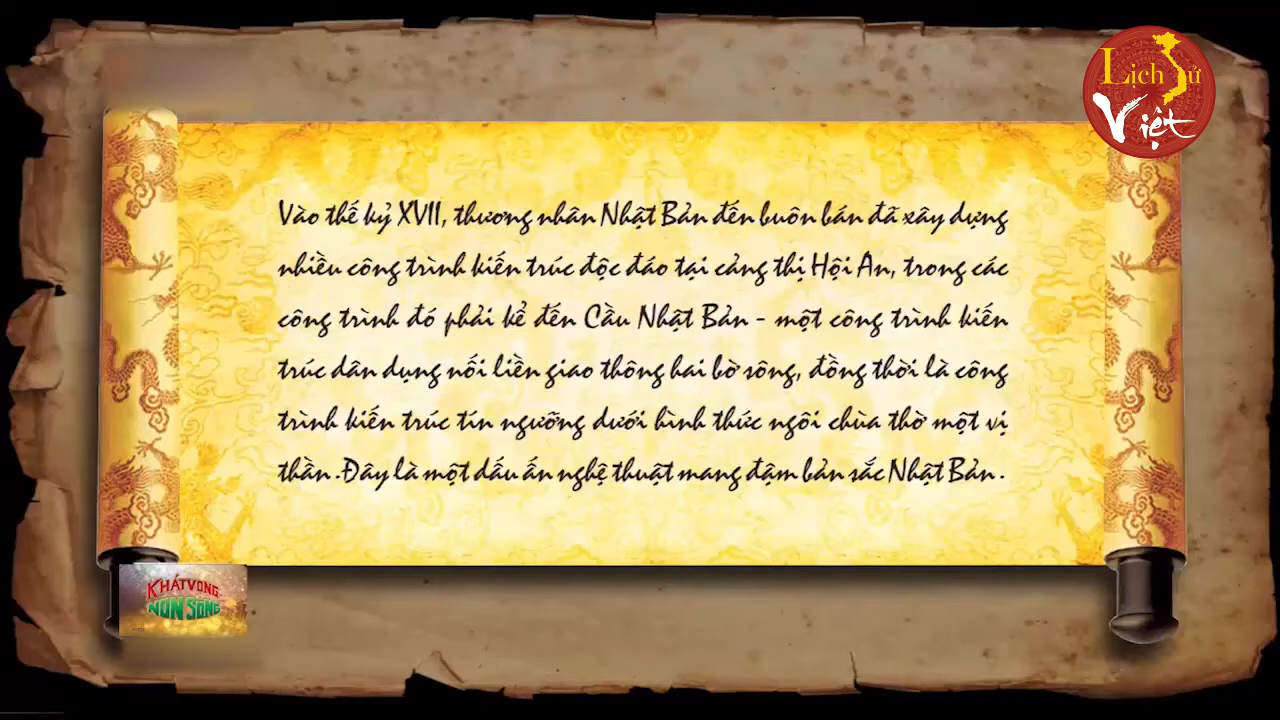 Lịch Sử
Việt
Vào thế kỷ XVII, thương nhân Nhật Bản đến buôn bán đã xây dựng
nhiều công trình kiến trúc độc đáo tại cảng thị Hội An, trong các
công trình đó phải kể đến Cầu Nhật Bản - một công trình kiến
trúc dân dụng nối liền giao thông hai bờ sông, đồng thời là công
trình kiến trúc tín ngưỡng dưới hình thức ngôi chùa thờ một vị
thần. Đây là một dấu ấn nghệ thuật mang đậm bản sắc Nhật Bản.
KHÁT VỌNG
NON SÔNG